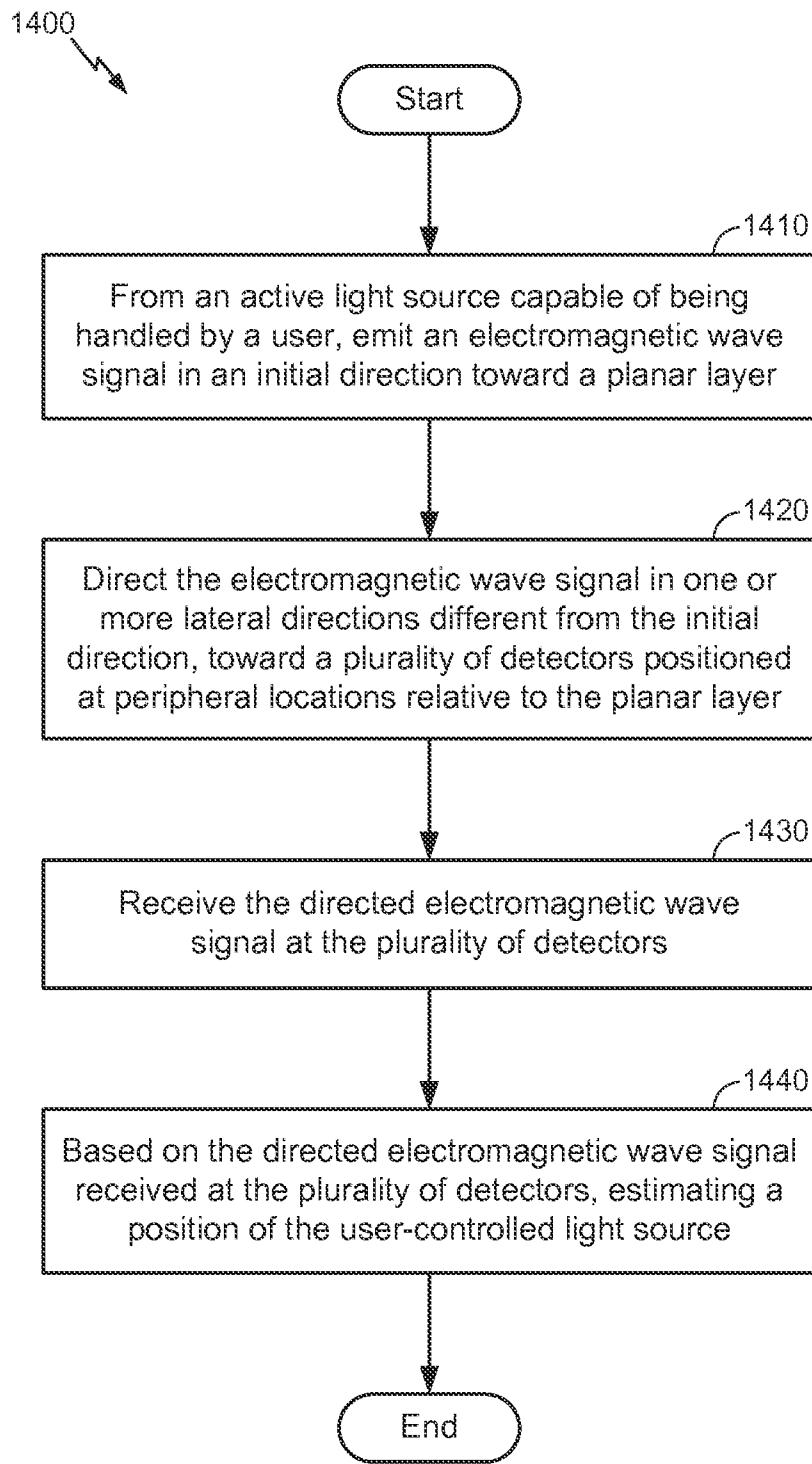 1400
Start
1410
From an active light source capable of being
handled by a user, emit an electromagnetic wave
signal in an initial direction toward a planar layer
1420
Direct the electromagnetic wave signal in one or
more lateral directions different from the initial
direction, toward a plurality of detectors positioned
at peripheral locations relative to the planar layer
1430
Receive the directed electromagnetic wave
signal at the plurality of detectors
1440
Based on the directed electromagnetic wave signal
received at the plurality of detectors, estimating a
position of the user-controlled light source
End